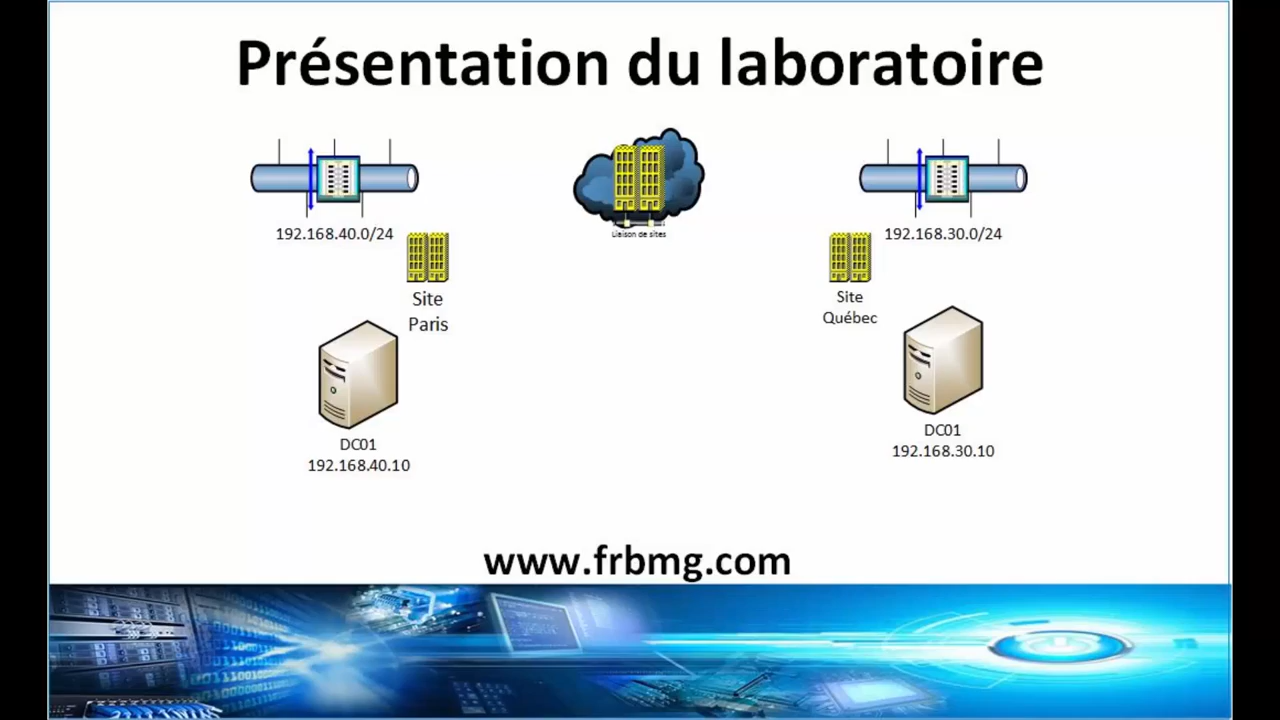 Présentation du laboratoire
192.168.40.0/24
Liaison de sites
192.168.30.0/24
Site
Paris
Site
Québec
DC01
192.168.40.10
DC01
192.168.30.10
www.frbmg.com